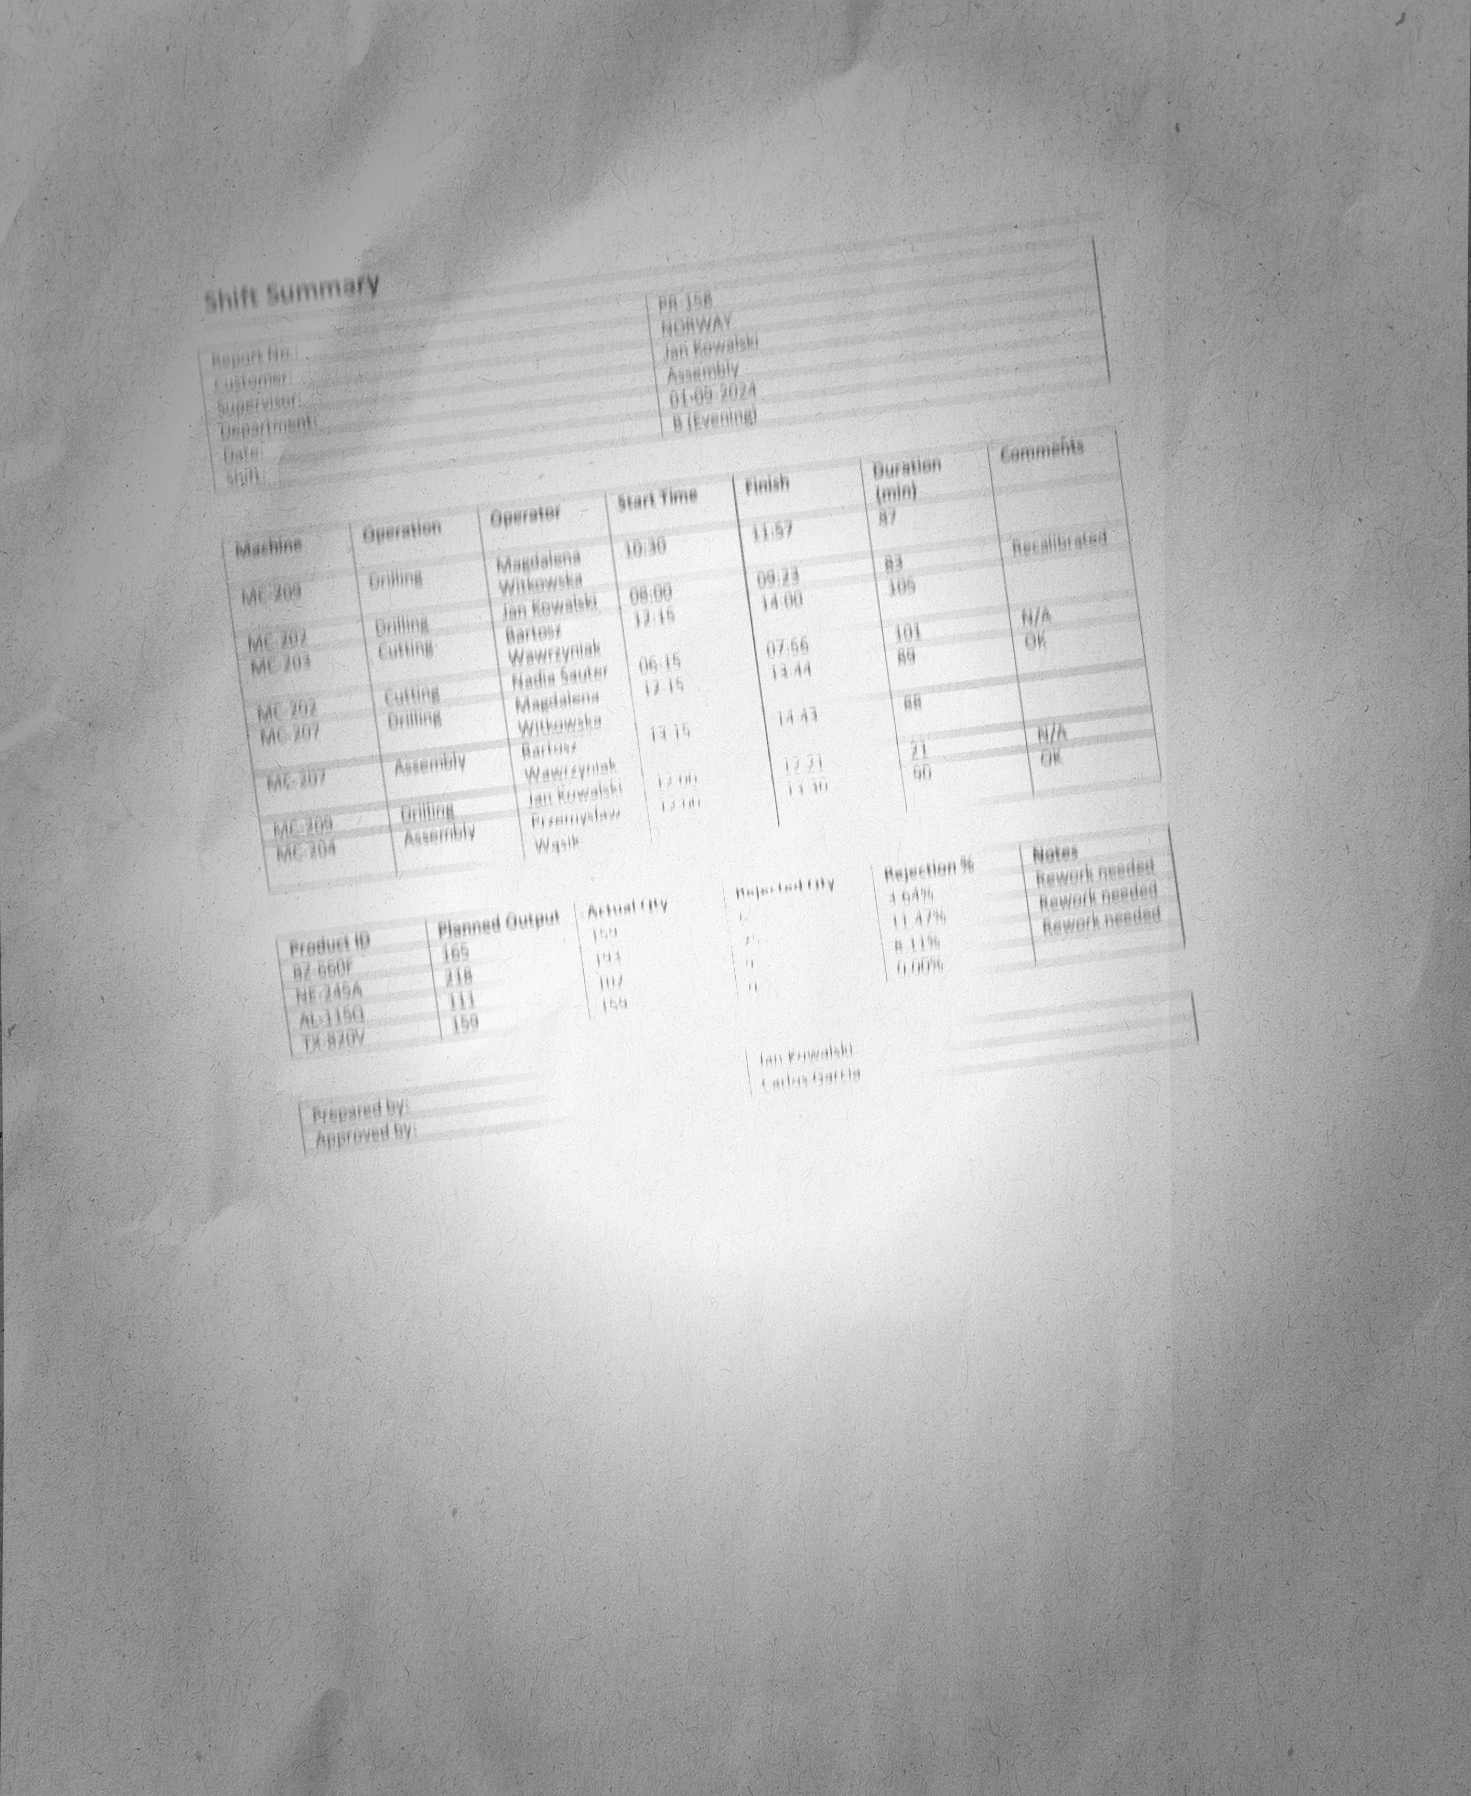 Shift Summary
Report No.: PR-158
Customer: NORWAY
Supervisor: Jan Kowalski
Department: Assembly
Date: 01-09-2024
Shift: B (Evening)
Machine Operation Operator Start Time Finish Duration (min) Comments
MC-209 Drilling Magdalena Witkowska 10:30 11:57 87
MC-202 Drilling Jan Kowalski 08:00 09:23 83 Recalibrated
MC-203 Cutting Bartosz Wawrzyniak 12:15 14:00 105
MC-202 Cutting Nadia Sauter 06:15 07:56 101 N/A
MC-207 Drilling Magdalena Witkowska 12:15 13:44 89 OK
MC-207 Assembly Bartosz Wawrzyniak 13:15 14:43 88
MC-209 Drilling Jan Kowalski 12:00 12:21 21 N/A
MC-204 Assembly Przemysław Wąsik 12:00 13:30 90 OK
Product ID Planned Output Actual Qty Rejected Qty Rejection % Notes
165 159 3.64% Rework needed
NE-245A 218 193 25 11.47% Rework needed
AL-115Q 111 102 9 8.11% Rework needed
TX-820V 159 159 0 0.00%
Prepared by: Jan Kowalski
Approved by: Carlos Garcia